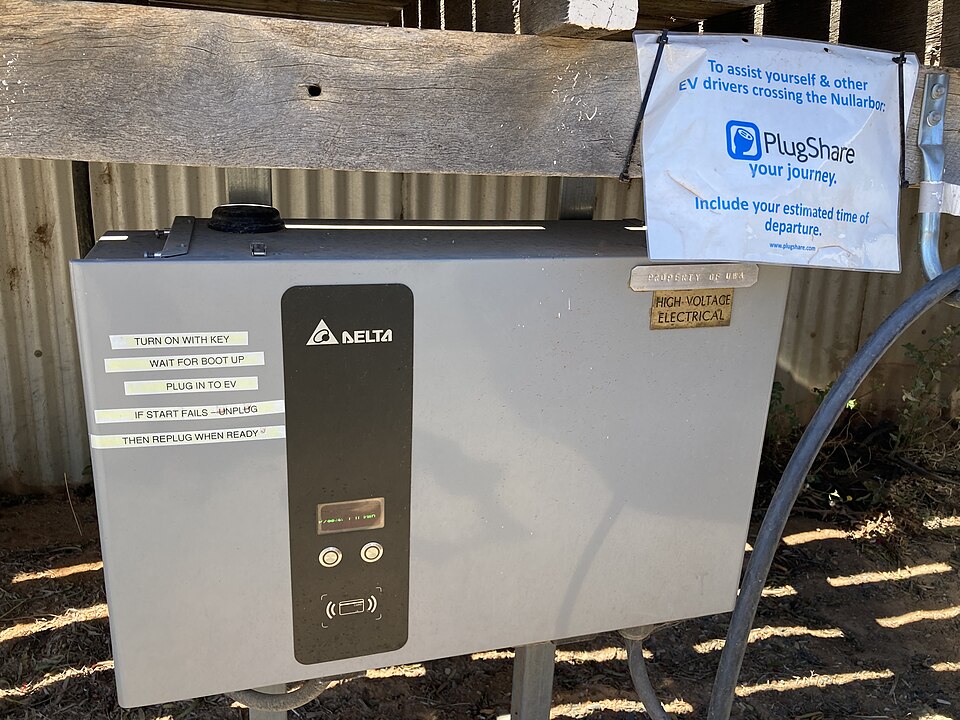 To assist yourself & other
EV drivers crossing the Nullarbor:
PlugShare
your journey.
Include your estimated time of
departure.
www.plugshare.com
PROPERTY OF UWA
HIGH-VOLTAGE
ELECTRICAL
DELTA
TURN ON WITH KEY
WAIT FOR BOOT UP
PLUG IN TO EV
IF START FAILS - UNPLUG
THEN REPLUG WHEN READY